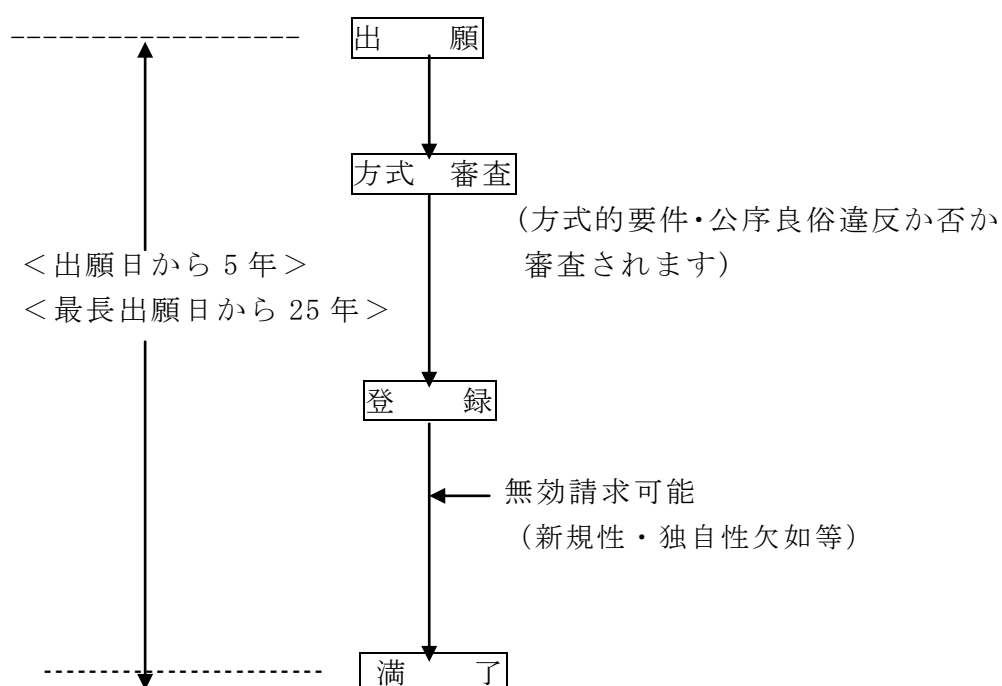 出　　願
方式　審査
(方式的要件・公序良俗違反か否か
審査されます)
＜出願日から 5 年＞
＜最長出願日から 25 年＞
登　　録
無効請求可能
(新規性・独自性欠如等)
満　　了